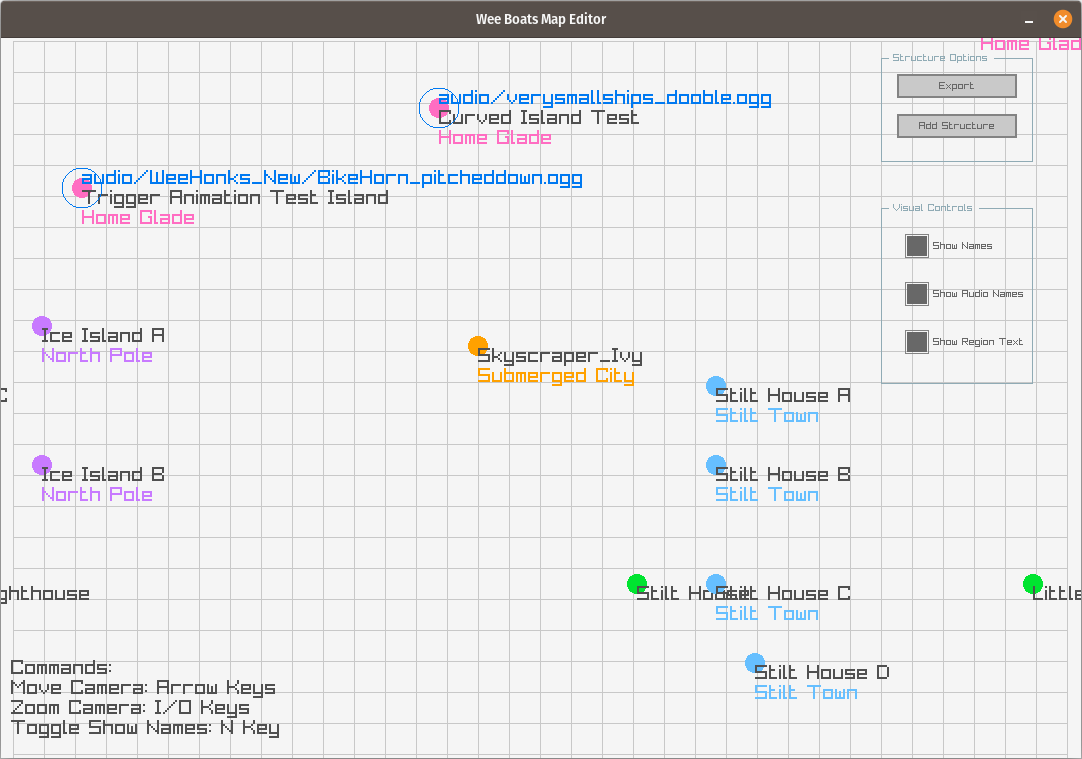 Wee Boats Map Editor
Home Glad
Structure Options
Export
Add Structure
audio/verysmallships_dooble.ogg
Curved Island Test
Home Glade
audio/WeeHonks_New/BikeHorn_pitcheddown.ogg
Trigger Animation Test Island
Home Glade
Visual Controls
Show Names
Show Audio Names
Show Region Text
Ice Island A
North Pole
Skyscraper_Ivy
Submerged City
Stilt House A
Stilt Town
Ice Island B
North Pole
Stilt House B
Stilt Town
ghthouse
Stilt House
Stilt House C
Stilt Town
Little
Stilt House D
Stilt Town
Commands:
Move Camera: Arrow Keys
Zoom Camera: I/O Keys
Toggle Show Names: N Key